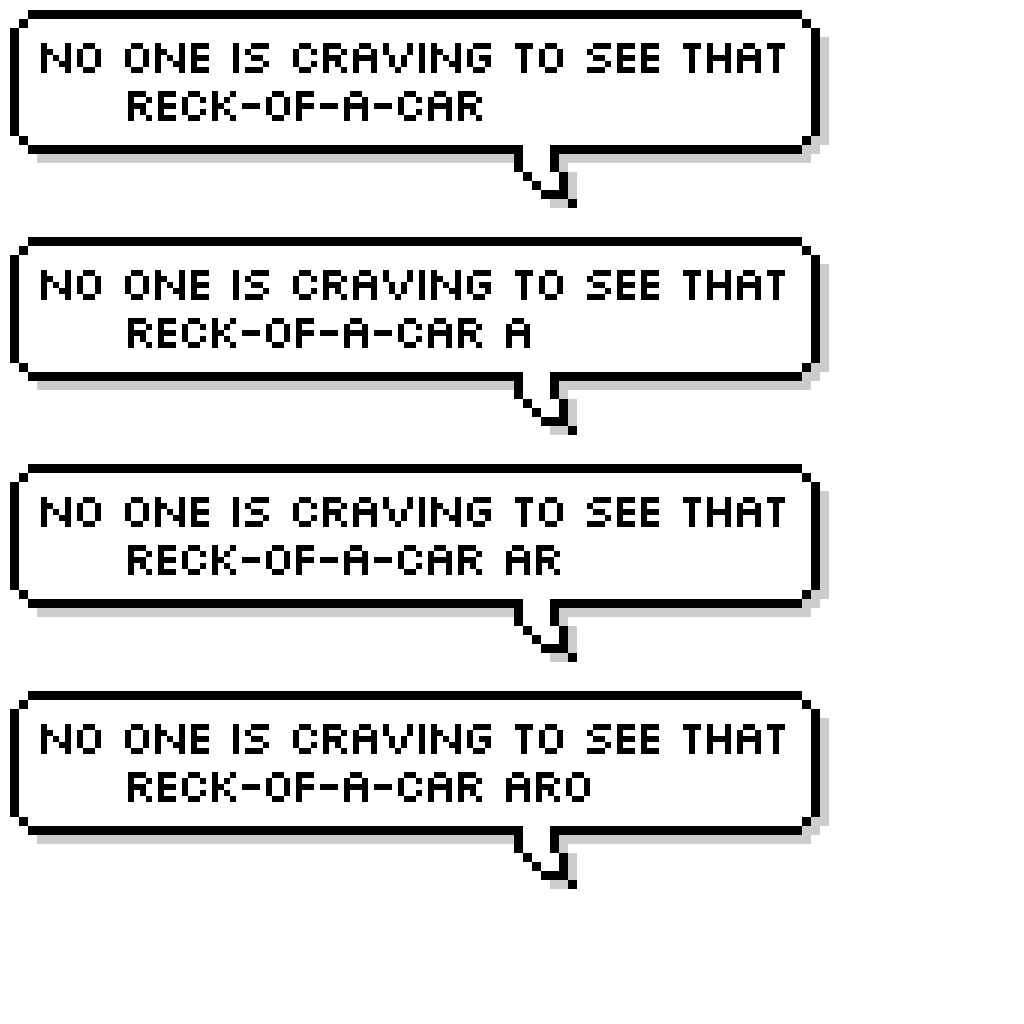 NO ONE IS CRAVING TO SEE THAT
RECK-OF-A-CAR
NO ONE IS CRAVING TO SEE THAT
RECK-OF-A-CAR A
NO ONE IS CRAVING TO SEE THAT
RECK-OF-A-CAR AR
NO ONE IS CRAVING TO SEE THAT
RECK-OF-A-CAR ARO